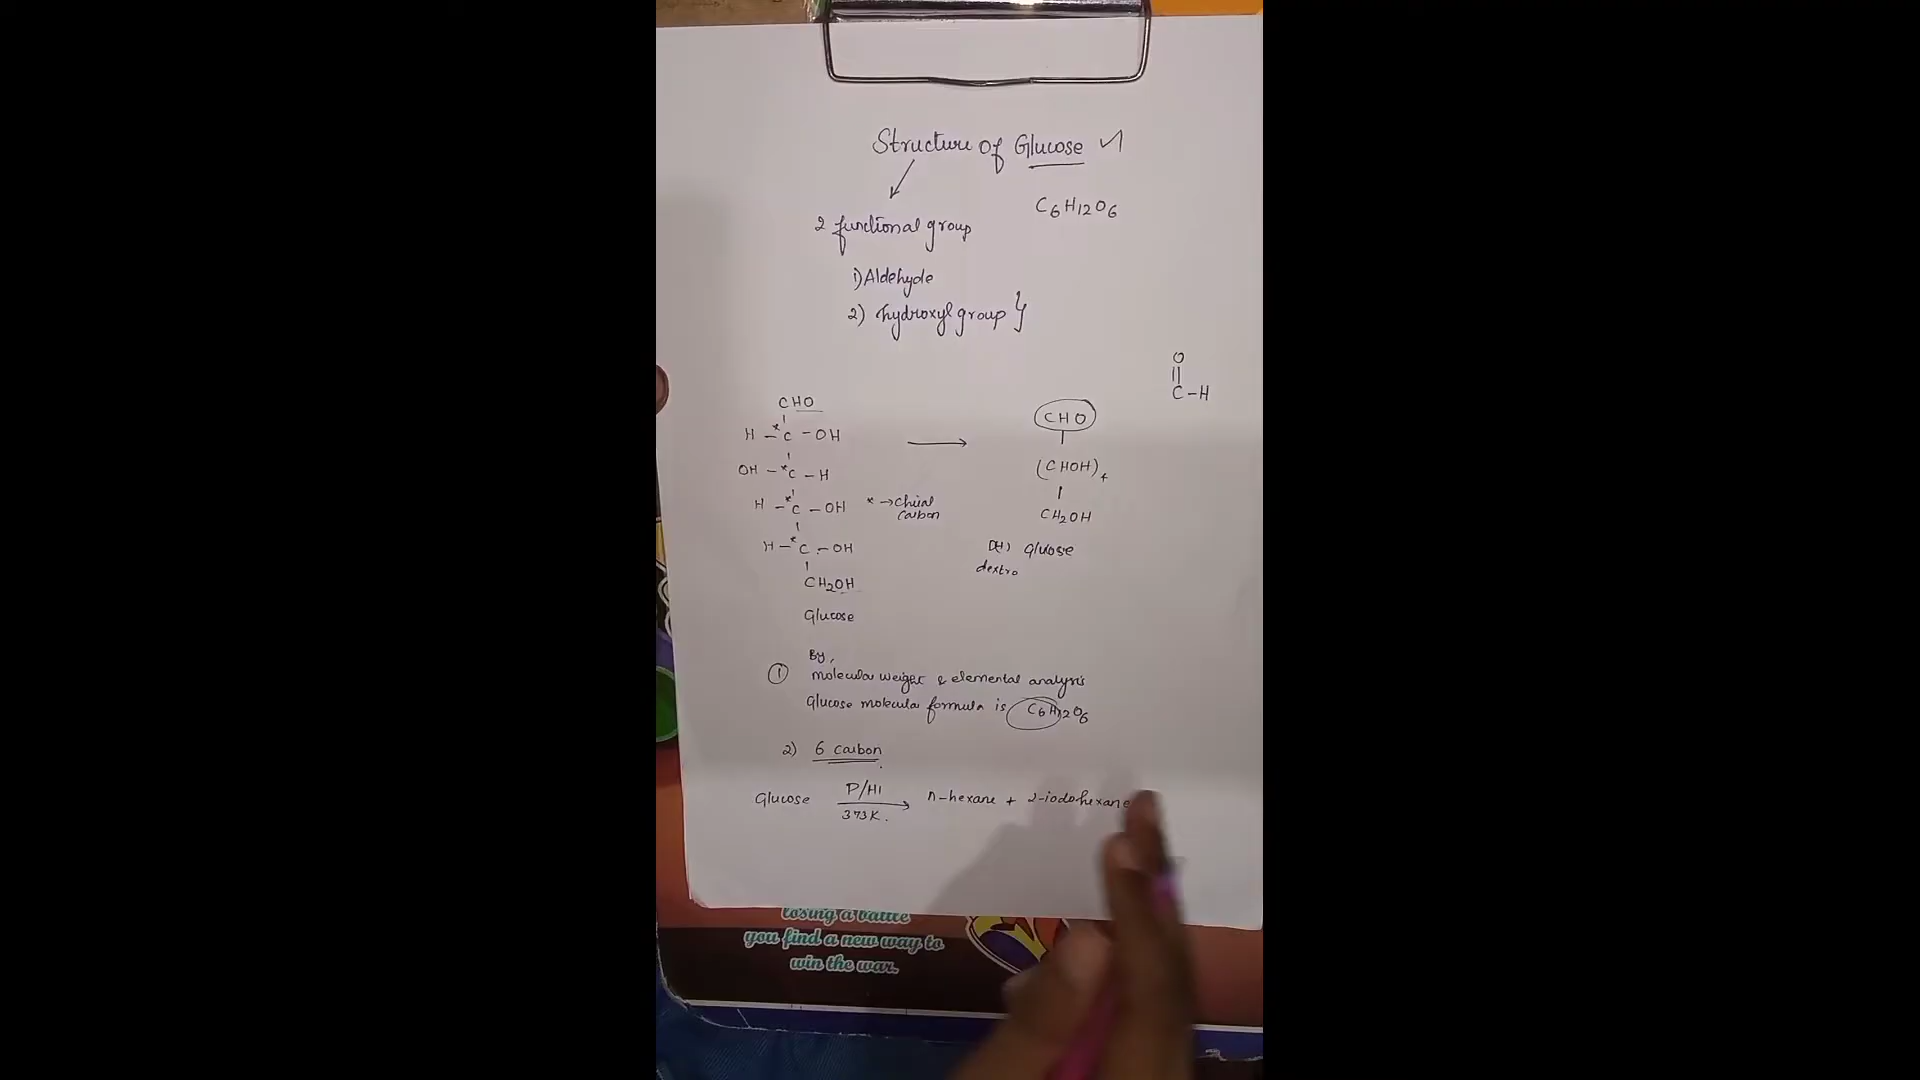 Structure of Glucose
C6H12O6
2 functional group
1) Aldehyde
2) hydroxyl group }
O
||
C-H
CHO
H - *C - OH
OH - *C - H
H - *C - OH
H - *C - OH
CH2OH
Glucose
* → Chiral
Carbon
CHO
(CHOH)4
CH2OH
D(+) Glucose
dextro
By,
① molecular weight & elemental analysis
Glucose molecular formula is C6H12O6
2) 6 Carbon
Glucose P/HI 373K. → n-hexane + 2-iodohexane
losing a battle
you find a new way to
win the war.